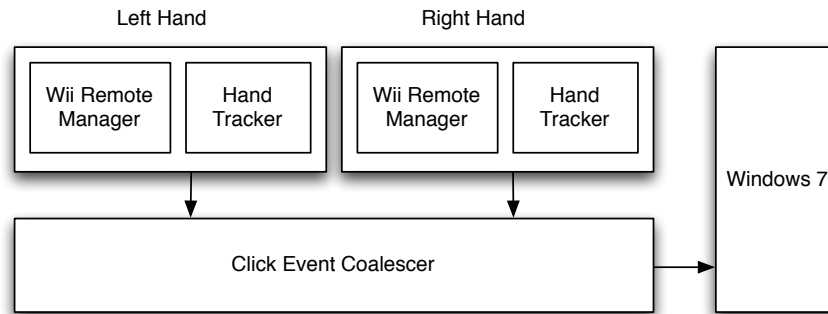 Left Hand
Right Hand
Wii Remote
Manager
Hand
Tracker
Wii Remote
Manager
Hand
Tracker
Windows 7
Click Event Coalescer